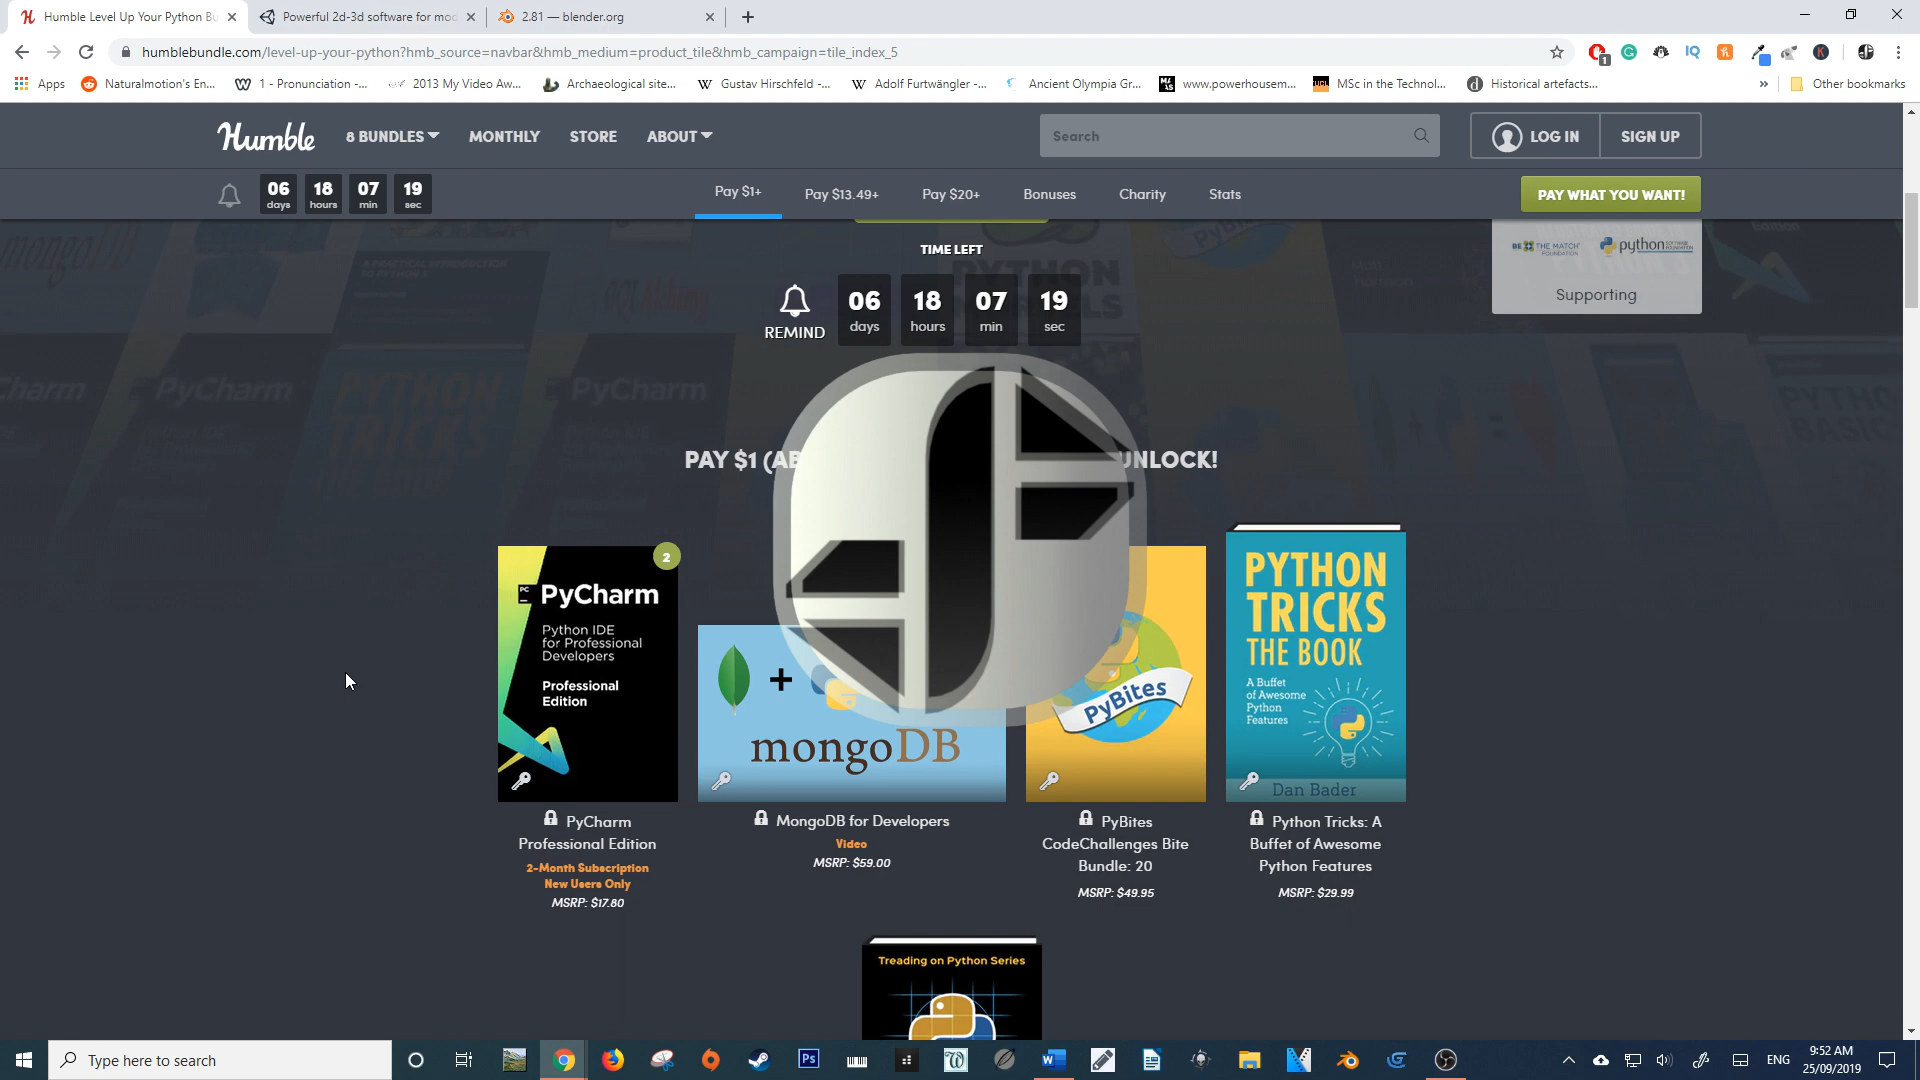 Humble Level Up Your Python Bu
Powerful 2d-3d software for mod
2.81 — blender.org
humblebundle.com/level-up-your-python?hmb_source=navbar&hmb_medium=product_tile&hmb_campaign=tile_index_5
1
Apps
Naturalmotion's En...
1 - Pronunciation -...
2013 My Video Aw...
Archaeological site...
Gustav Hirschfeld -...
Adolf Furtwängler -...
Ancient Olympia Gr...
www.powerhousem...
MSc in the Technol...
Historical artefacts...
Other bookmarks
Humble
8 BUNDLES
MONTHLY
STORE
ABOUT
Search
LOG IN
SIGN UP
06 18 07 19
days hours min sec
Pay $1+
Pay $13.49+
Pay $20+
Bonuses
Charity
Stats
PAY WHAT YOU WANT!
BE THE MATCH
FOUNDATION
python
Supporting
TIME LEFT
REMIND
06 18 07 19
days hours min sec
PAY $1 (AB
UNLOCK!
2
PC
PyCharm
Python IDE
for Professional
Developers
Professional
Edition
+
mongoDB
PyBites
PYTHON
TRICKS
THE BOOK
A Buffet
of Awesome
Python
Features
Dan Bader
PyCharm
Professional Edition
2-Month Subscription
New Users Only
MSRP: $17.80
MongoDB for Developers
Video
MSRP: $59.00
PyBites
CodeChallenges Bite
Bundle: 20
MSRP: $49.95
Python Tricks: A
Buffet of Awesome
Python Features
MSRP: $29.99
Treading on Python Series
Type here to search
ENG
9:52 AM
25/09/2019